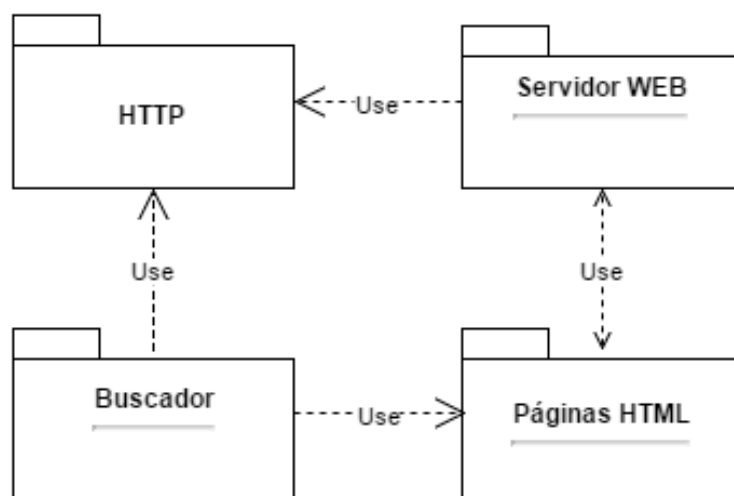 HTTP
Use
Servidor WEB
Use
Use
Buscador
Use
Páginas HTML